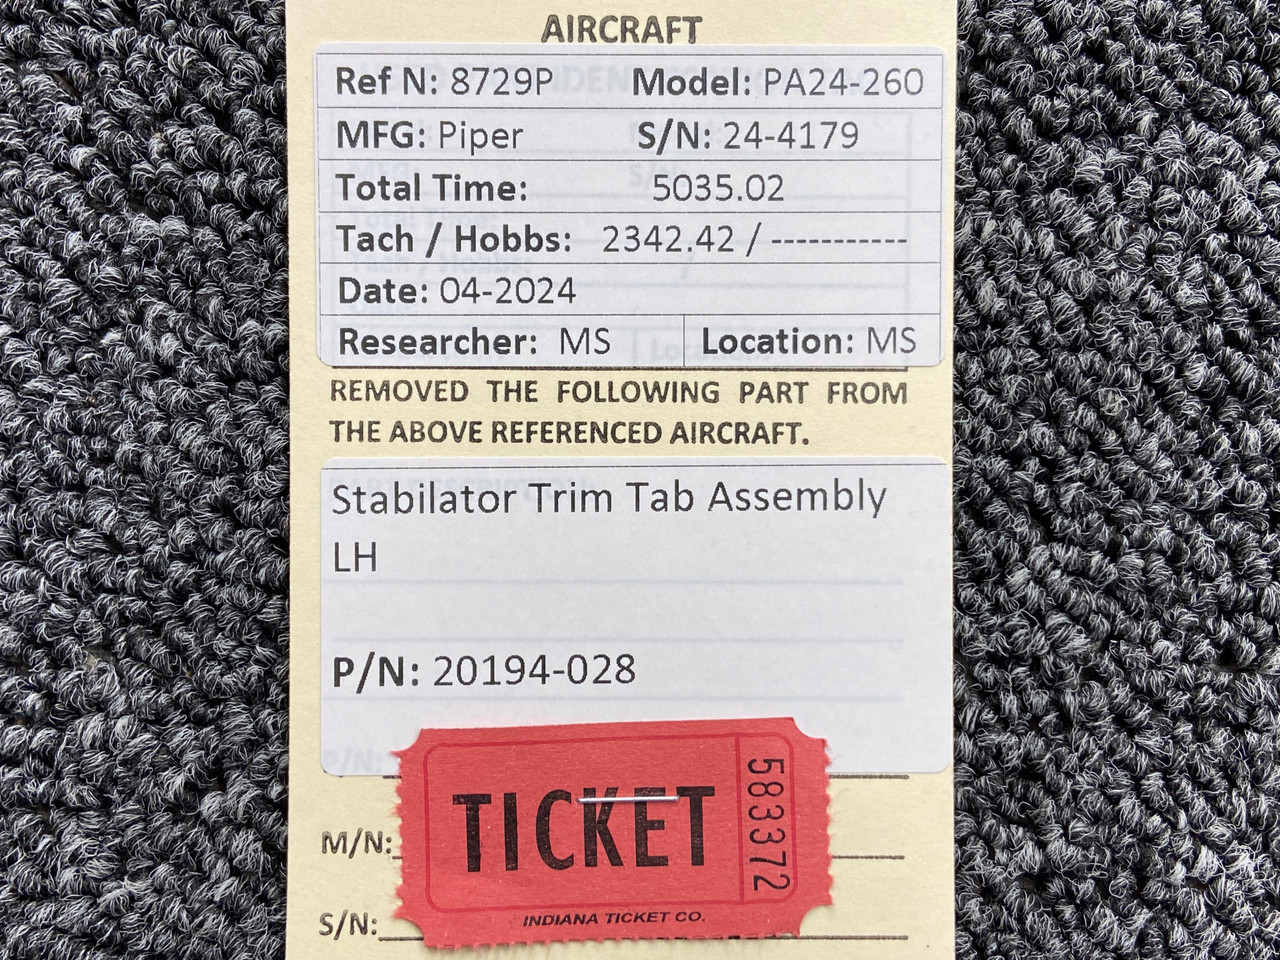 AIRCRAFT
Ref N: 8729P Model: PA24-260
MFG: Piper S/N: 24-4179
Total Time: 5035.02
Tach / Hobbs: 2342.42 / -----------
Date: 04-2024
Researcher: MS Location: MS
REMOVED THE FOLLOWING PART FROM
THE ABOVE REFERENCED AIRCRAFT.
Stabilator Trim Tab Assembly
LH
P/N: 20194-028
P/N:
TICKET
583372
M/N:
INDIANA TICKET CO.
S/N: